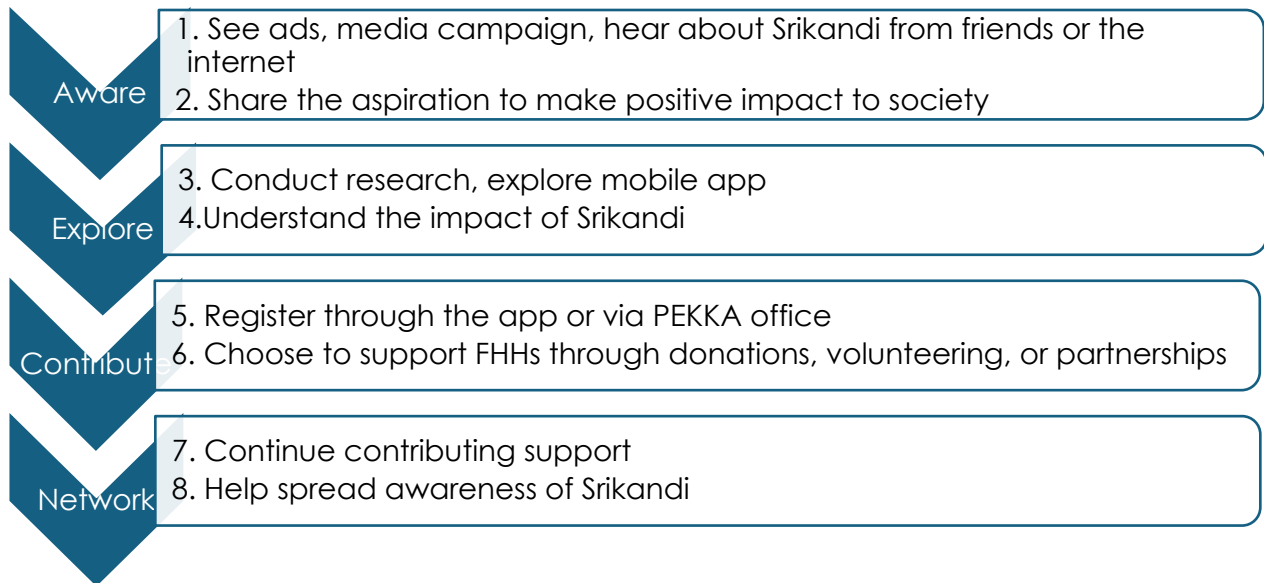 Aware
1. See ads, media campaign, hear about Srikandi from friends or the
internet
2. Share the aspiration to make positive impact to society
Explore
3. Conduct research, explore mobile app
4.Understand the impact of Srikandi
Contribute
5. Register through the app or via PEKKA office
6. Choose to support FHHs through donations, volunteering, or partnerships
Network
7. Continue contributing support
8. Help spread awareness of Srikandi